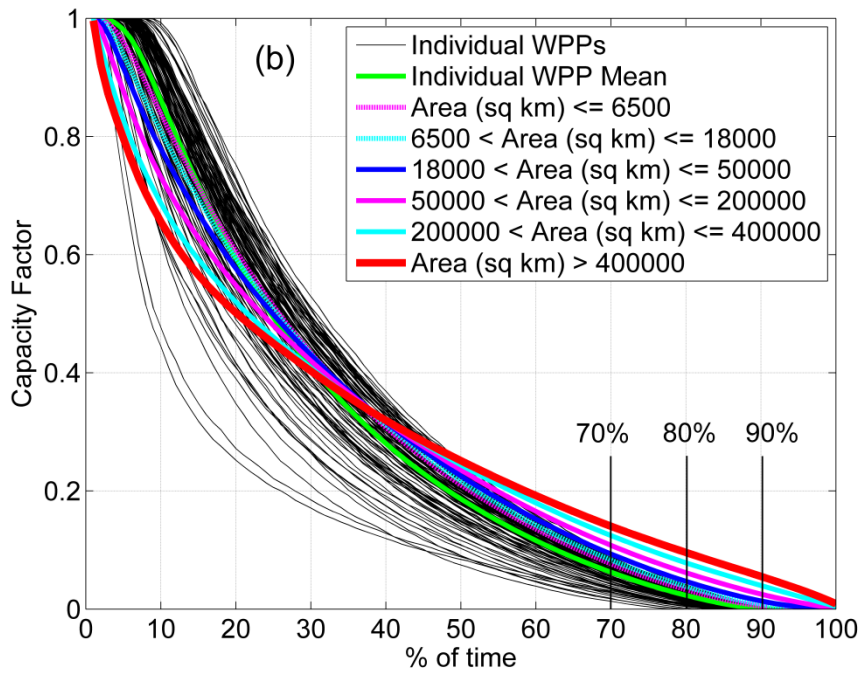 (b)
Individual WPPs
Individual WPP Mean
Area (sq km) <= 6500
6500 < Area (sq km) <= 18000
18000 < Area (sq km) <= 50000
50000 < Area (sq km) <= 200000
200000 < Area (sq km) <= 400000
Area (sq km) > 400000
Capacity Factor
1
0.8
0.6
0.4
0.2
0
70% 80% 90%
0 10 20 30 40 50 60 70 80 90 100
% of time